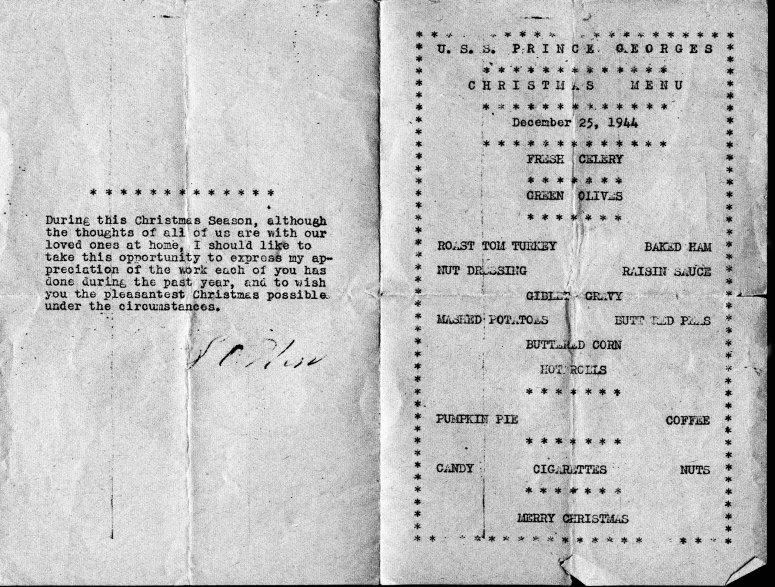 * * * * * * * * * * * * *
During this Christmas Season, although
the thoughts of all of us are with our
loved ones at home, I should like to
take this opportunity to express my ap-
preciation of the work each of you has
done during the past year, and to wish
you the pleasantest Christmas possible
under the circumstances.
U. S. S. PRINCE GEORGES
* * * * * * * * * * * * *
CHRISTMAS MENU
* * * * * * * * * * * * *
December 25, 1944
* * * * * * * * * * * * *
FRESH CELERY
* * * * * * *
GREEN OLIVES
* * * * * * *
ROAST TOM TURKEY BAKED HAM
NUT DRESSING RAISIN SAUCE
GIBLET GRAVY
MASHED POTATOES BUTTERED PEAS
BUTTERED CORN
HOT ROLLS
* * * * * * *
PUMPKIN PIE COFFEE
* * * * * * *
CANDY CIGARETTES NUTS
* * * * * * *
MERRY CHRISTMAS